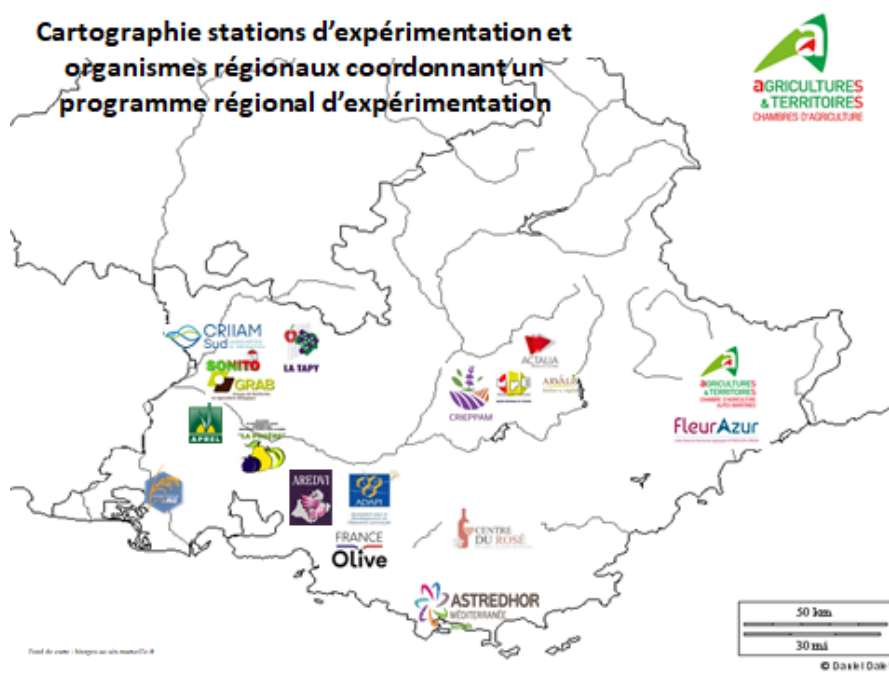 Cartographie stations d'expérimentation et
organismes régionaux coordonnant un
programme régional d'expérimentation
aGRICULTURES
& TERRITOIRES
CHAMBRES D'AGRICULTURE
CRIIAM
Sud
LA TAPY
SONITO
GRAB
APREL
"LA PUGÈRE"
ACTALIA
CRIEPPAM
aGRICULTURES
& TERRITOIRES
CHAMBRE D'AGRICULTURE
ALPES-MARITIMES
FleurAzur
AREDVI
ADAPI
FRANCE
Olive
CENTRE
DU ROSÉ
ASTREDHOR
MÉDITERRANÉE
50 km
30 mi
© Daniel Dalet